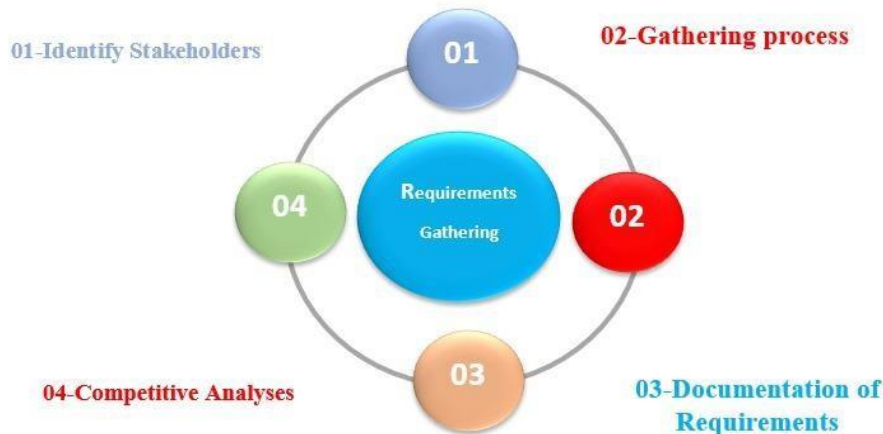 01-Identify Stakeholders
01
02-Gathering process
04
Requirements
Gathering
02
03
04-Competitive Analyses
03-Documentation of
Requirements